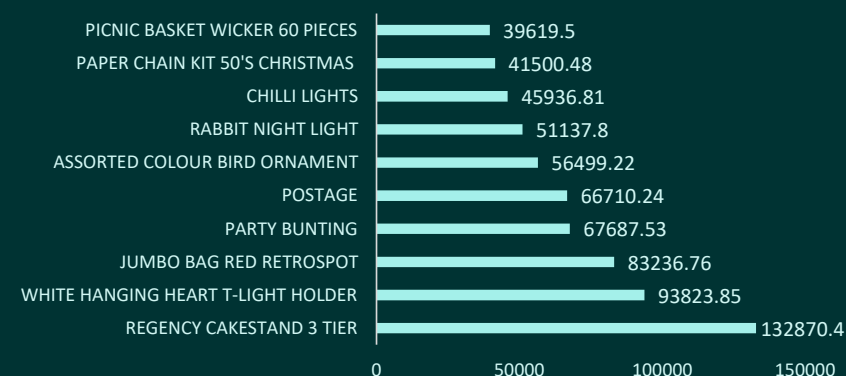 PICNIC BASKET WICKER 60 PIECES 39619.5
PAPER CHAIN KIT 50'S CHRISTMAS 41500.48
CHILLI LIGHTS 45936.81
RABBIT NIGHT LIGHT 51137.8
ASSORTED COLOUR BIRD ORNAMENT 56499.22
POSTAGE 66710.24
PARTY BUNTING 67687.53
JUMBO BAG RED RETROSPOT 83236.76
WHITE HANGING HEART T-LIGHT HOLDER 93823.85
REGENCY CAKESTAND 3 TIER 132870.4
0 50000 100000 150000